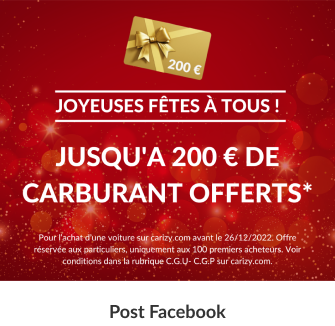 200 €
JOYEUSES FÊTES À TOUS !
JUSQU'A 200 € DE
CARBURANT OFFERTS*
Pour l'achat d'une voiture sur carizy.com avant le 26/12/2022. Offre
réservée aux particuliers, uniquement aux 100 premiers acheteurs. Voir
conditions dans la rubrique C.G.U- C.G.P sur carizy.com.
Post Facebook